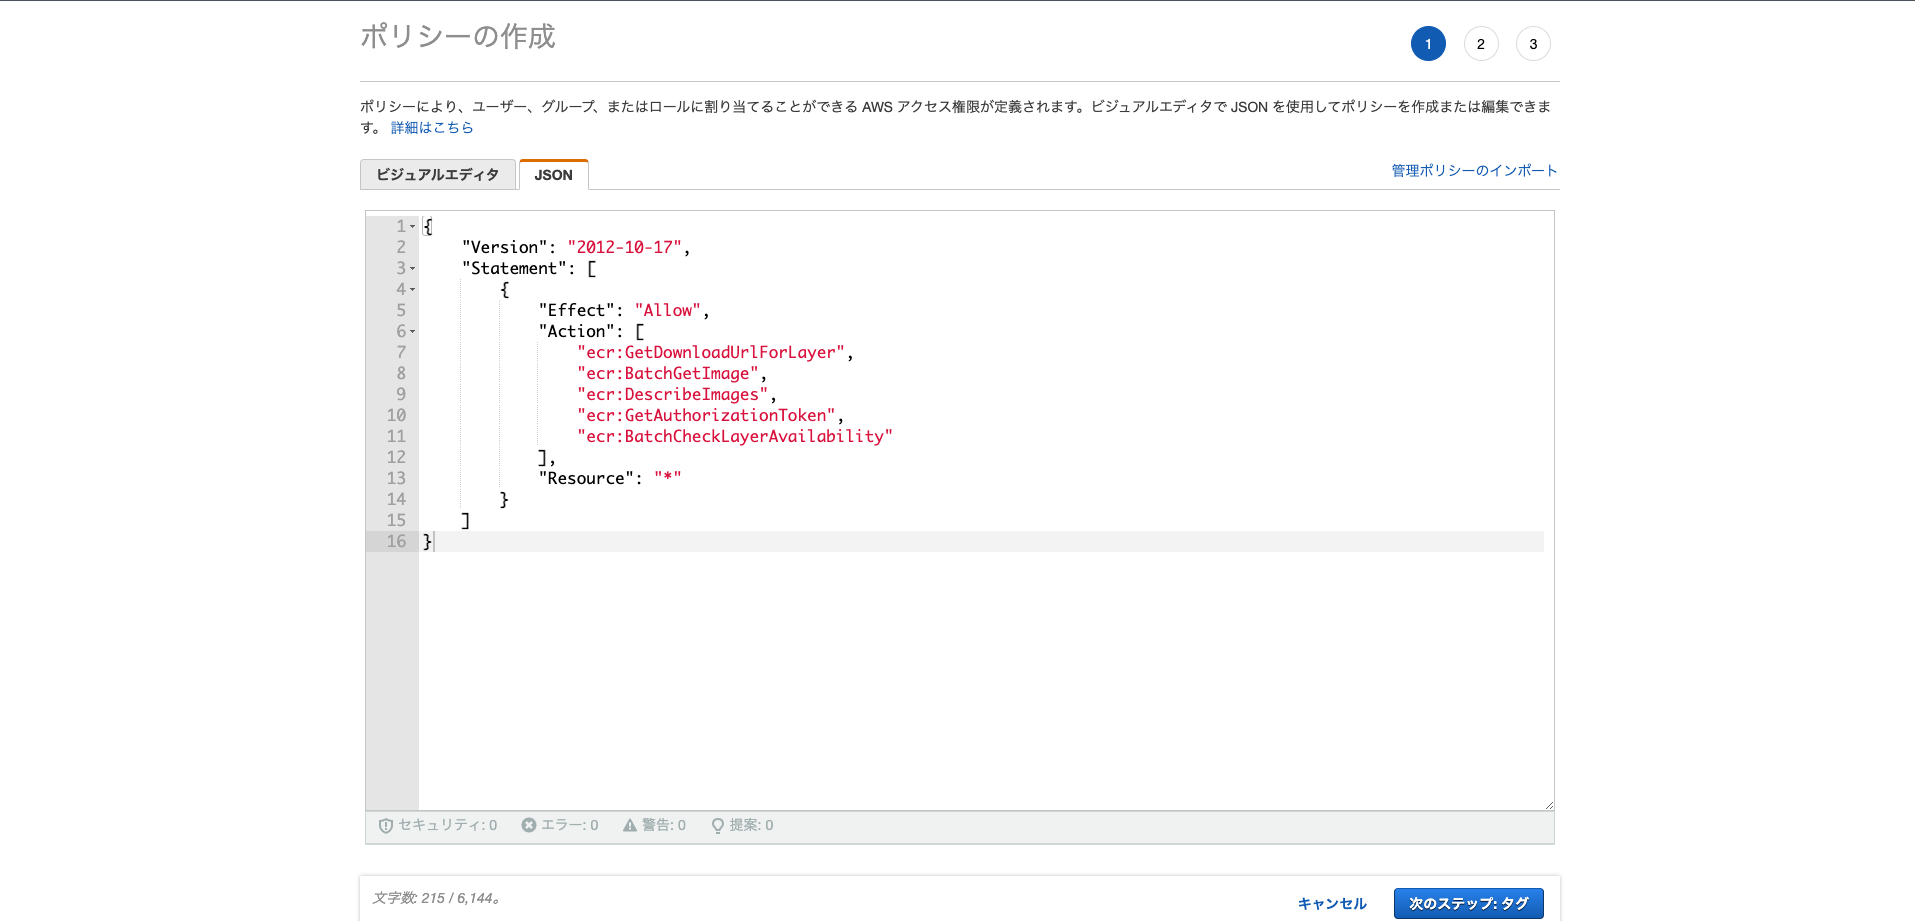 ポリシーの作成
1 2 3
ポリシーにより、ユーザー、グループ、またはロールに割り当てることができる AWS アクセス権限が定義されます。ビジュアルエディタで JSON を使用してポリシーを作成または編集できま
す。 詳細はこちら
ビジュアルエディタ JSON 管理ポリシーのインポート
1 {
2     "Version": "2012-10-17",
3     "Statement": [
4         {
5             "Effect": "Allow",
6             "Action": [
7                 "ecr:GetDownloadUrlForLayer",
8                 "ecr:BatchGetImage",
9                 "ecr:DescribeImages",
10                 "ecr:GetAuthorizationToken",
11                 "ecr:BatchCheckLayerAvailability"
12             ],
13             "Resource": "*"
14         }
15     ]
16 }
セキュリティ: 0 エラー: 0 警告: 0 提案: 0
文字数: 215 / 6,144。 キャンセル 次のステップ: タグ